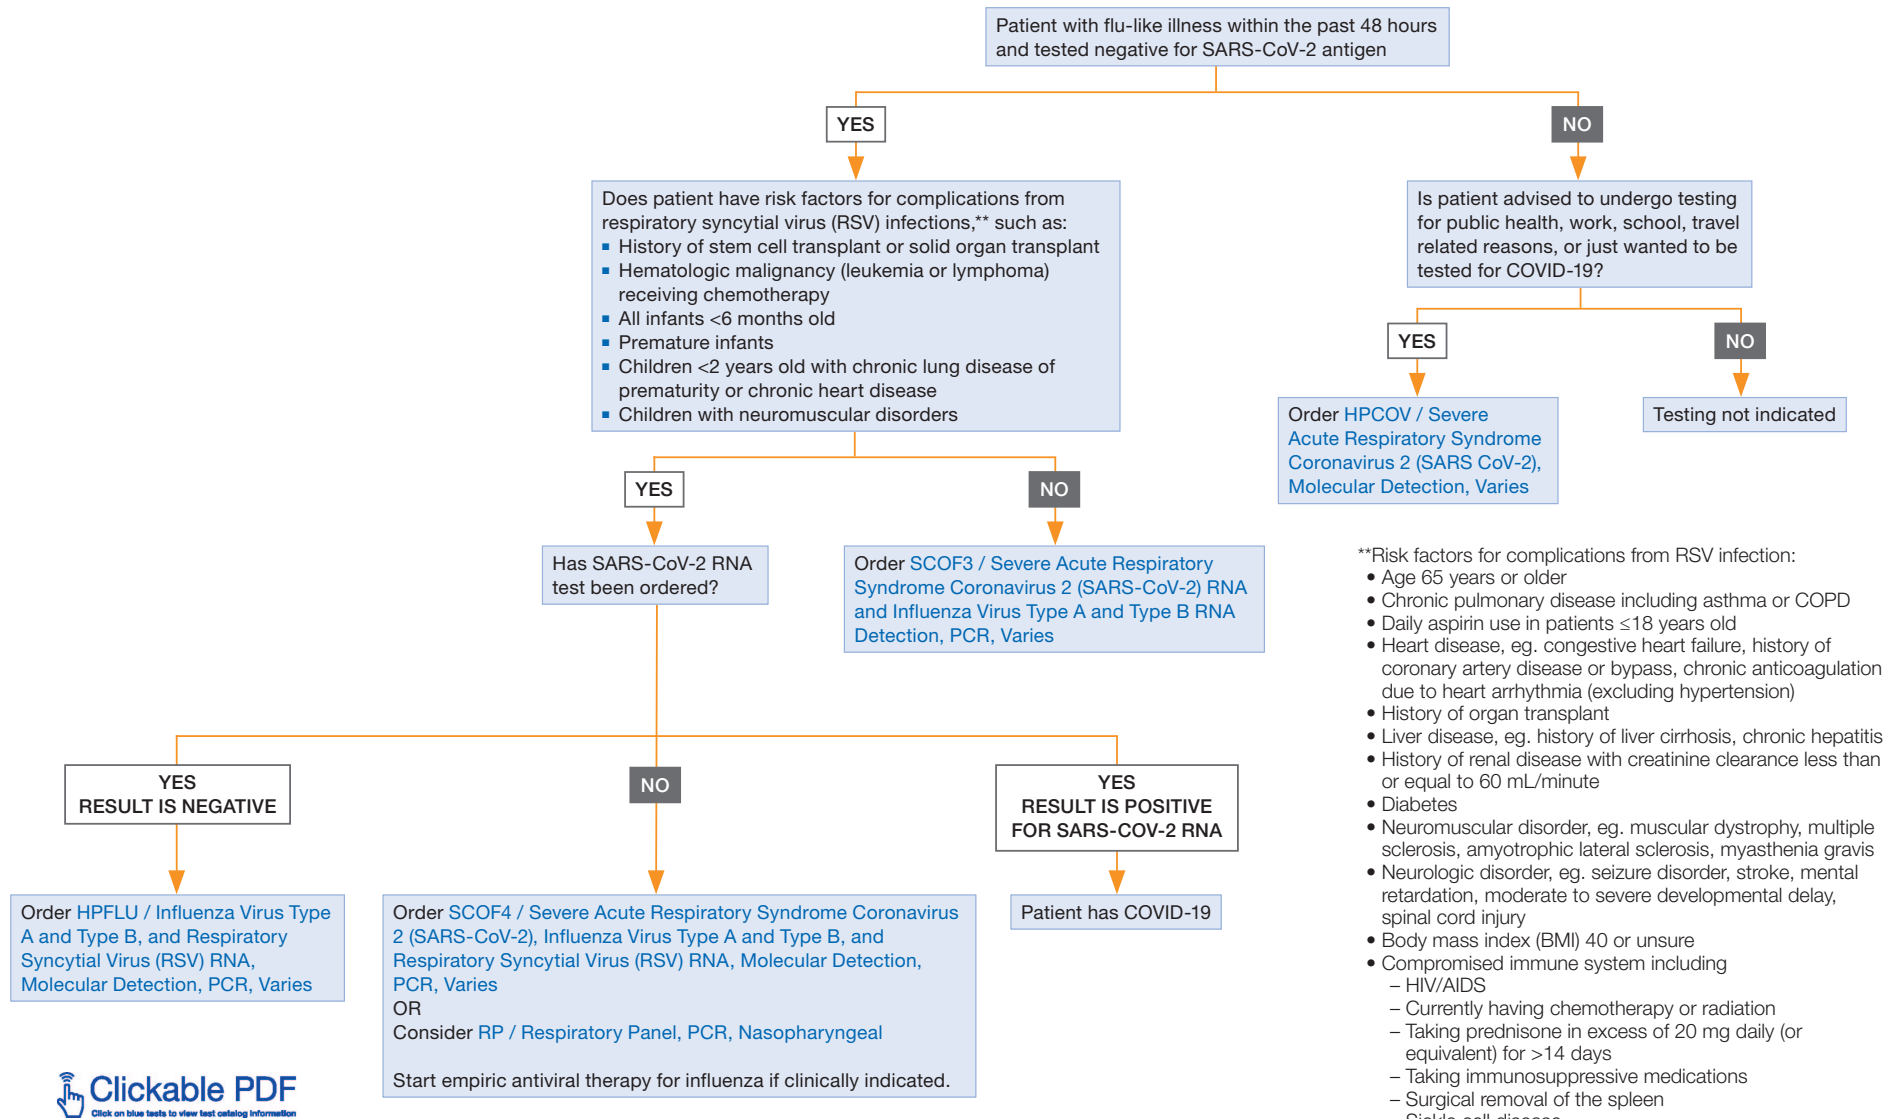 Patient with flu-like illness within the past 48 hours
and tested negative for SARS-CoV-2 antigen
YES
NO
Does patient have risk factors for complications from
respiratory syncytial virus (RSV) infections,** such as:
■ History of stem cell transplant or solid organ transplant
■ Hematologic malignancy (leukemia or lymphoma)
receiving chemotherapy
■ All infants <6 months old
■ Premature infants
■ Children <2 years old with chronic lung disease of
prematurity or chronic heart disease
■ Children with neuromuscular disorders
Is patient advised to undergo testing
for public health, work, school, travel
related reasons, or just wanted to be
tested for COVID-19?
YES
NO
Order HPCOV / Severe
Acute Respiratory Syndrome
Coronavirus 2 (SARS CoV-2),
Molecular Detection, Varies
Testing not indicated
YES
NO
Has SARS-CoV-2 RNA
test been ordered?
Order SCOF3 / Severe Acute Respiratory
Syndrome Coronavirus 2 (SARS-CoV-2) RNA
and Influenza Virus Type A and Type B RNA
Detection, PCR, Varies
YES
RESULT IS NEGATIVE
NO
YES
RESULT IS POSITIVE
FOR SARS-COV-2 RNA
Order HPFLU / Influenza Virus Type
A and Type B, and Respiratory
Syncytial Virus (RSV) RNA,
Molecular Detection, PCR, Varies
Order SCOF4 / Severe Acute Respiratory Syndrome Coronavirus
2 (SARS-CoV-2), Influenza Virus Type A and Type B, and
Respiratory Syncytial Virus (RSV) RNA, Molecular Detection,
PCR, Varies
OR
Consider RP / Respiratory Panel, PCR, Nasopharyngeal
Start empiric antiviral therapy for influenza if clinically indicated.
Patient has COVID-19
**Risk factors for complications from RSV infection:
• Age 65 years or older
• Chronic pulmonary disease including asthma or COPD
• Daily aspirin use in patients ≤18 years old
• Heart disease, eg. congestive heart failure, history of
coronary artery disease or bypass, chronic anticoagulation
due to heart arrhythmia (excluding hypertension)
• History of organ transplant
• Liver disease, eg. history of liver cirrhosis, chronic hepatitis
• History of renal disease with creatinine clearance less than
or equal to 60 mL/minute
• Diabetes
• Neuromuscular disorder, eg. muscular dystrophy, multiple
sclerosis, amyotrophic lateral sclerosis, myasthenia gravis
• Neurologic disorder, eg. seizure disorder, stroke, mental
retardation, moderate to severe developmental delay,
spinal cord injury
• Body mass index (BMI) 40 or unsure
• Compromised immune system including
– HIV/AIDS
– Currently having chemotherapy or radiation
– Taking prednisone in excess of 20 mg daily (or
equivalent) for >14 days
– Taking immunosuppressive medications
– Surgical removal of the spleen
– Sickle cell disease
Clickable PDF
Click on blue tests to view test catalog information